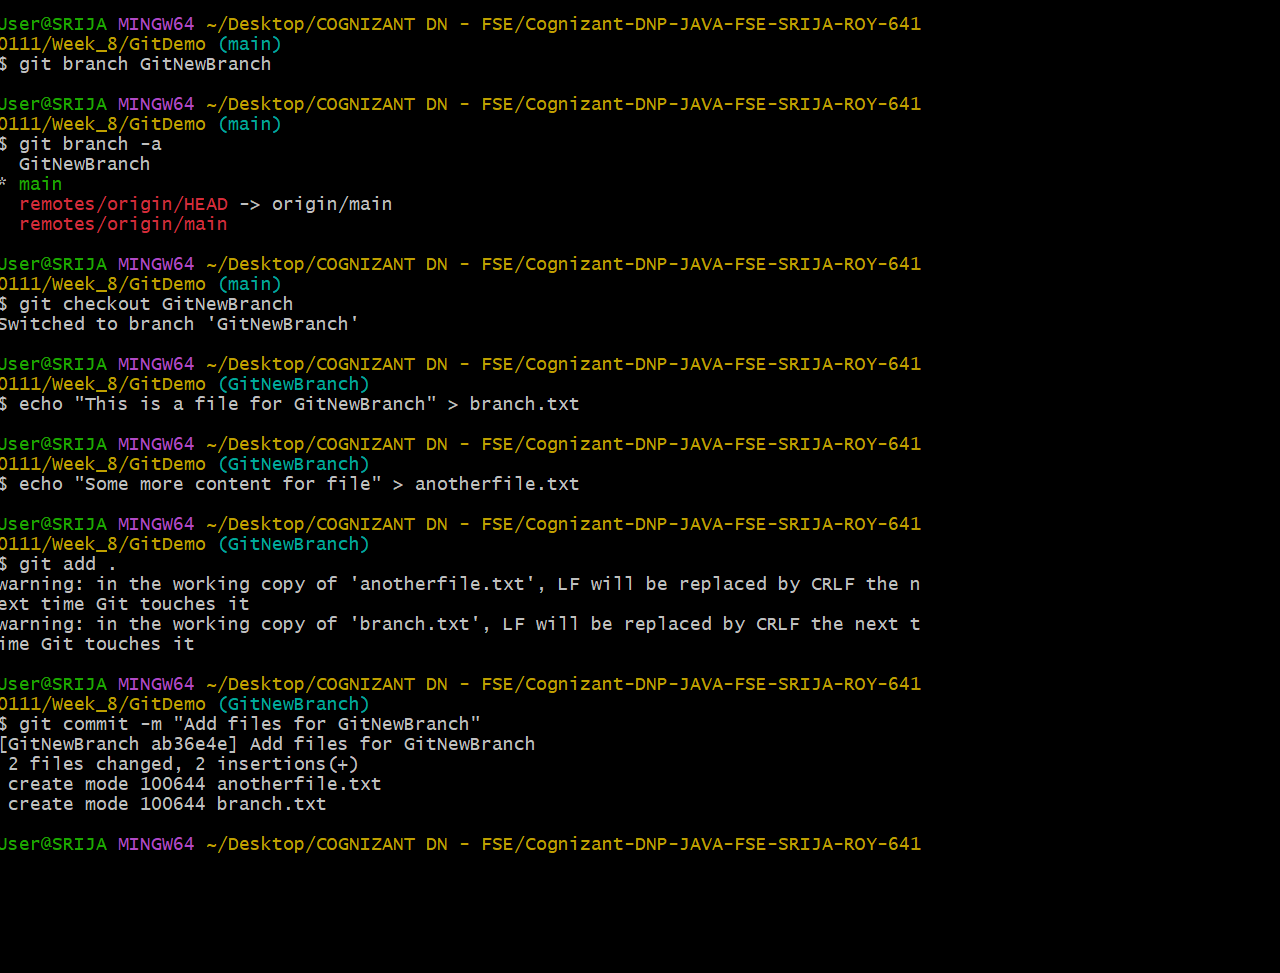 User@SRIJA MINGW64 ~/Desktop/COGNIZANT DN - FSE/Cognizant-DNP-JAVA-FSE-SRIJA-ROY-641
0111/Week_8/GitDemo (main)
$ git branch GitNewBranch
User@SRIJA MINGW64 ~/Desktop/COGNIZANT DN - FSE/Cognizant-DNP-JAVA-FSE-SRIJA-ROY-641
0111/Week_8/GitDemo (main)
$ git branch -a
GitNewBranch
* main
remotes/origin/HEAD -> origin/main
remotes/origin/main
User@SRIJA MINGW64 ~/Desktop/COGNIZANT DN - FSE/Cognizant-DNP-JAVA-FSE-SRIJA-ROY-641
0111/Week_8/GitDemo (main)
$ git checkout GitNewBranch
Switched to branch 'GitNewBranch'
User@SRIJA MINGW64 ~/Desktop/COGNIZANT DN - FSE/Cognizant-DNP-JAVA-FSE-SRIJA-ROY-641
0111/Week_8/GitDemo (GitNewBranch)
$ echo "This is a file for GitNewBranch" > branch.txt
User@SRIJA MINGW64 ~/Desktop/COGNIZANT DN - FSE/Cognizant-DNP-JAVA-FSE-SRIJA-ROY-641
0111/Week_8/GitDemo (GitNewBranch)
$ echo "Some more content for file" > anotherfile.txt
User@SRIJA MINGW64 ~/Desktop/COGNIZANT DN - FSE/Cognizant-DNP-JAVA-FSE-SRIJA-ROY-641
0111/Week_8/GitDemo (GitNewBranch)
$ git add .
warning: in the working copy of 'anotherfile.txt', LF will be replaced by CRLF the n
ext time Git touches it
warning: in the working copy of 'branch.txt', LF will be replaced by CRLF the next t
ime Git touches it
User@SRIJA MINGW64 ~/Desktop/COGNIZANT DN - FSE/Cognizant-DNP-JAVA-FSE-SRIJA-ROY-641
0111/Week_8/GitDemo (GitNewBranch)
$ git commit -m "Add files for GitNewBranch"
[GitNewBranch ab36e4e] Add files for GitNewBranch
2 files changed, 2 insertions(+)
create mode 100644 anotherfile.txt
create mode 100644 branch.txt
User@SRIJA MINGW64 ~/Desktop/COGNIZANT DN - FSE/Cognizant-DNP-JAVA-FSE-SRIJA-ROY-641